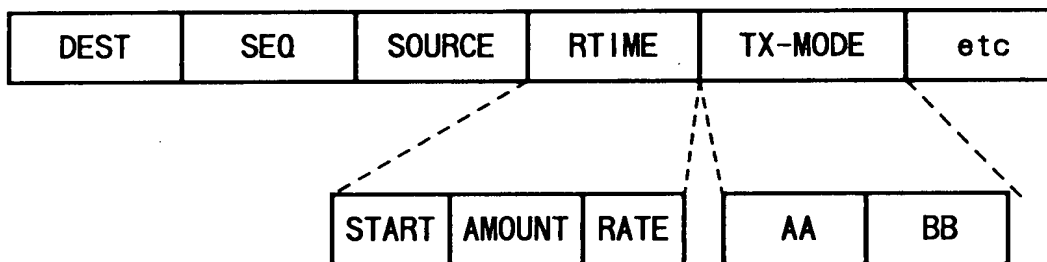 DEST SEQ SOURCE RTIME TX-MODE etc
START AMOUNT RATE AA BB